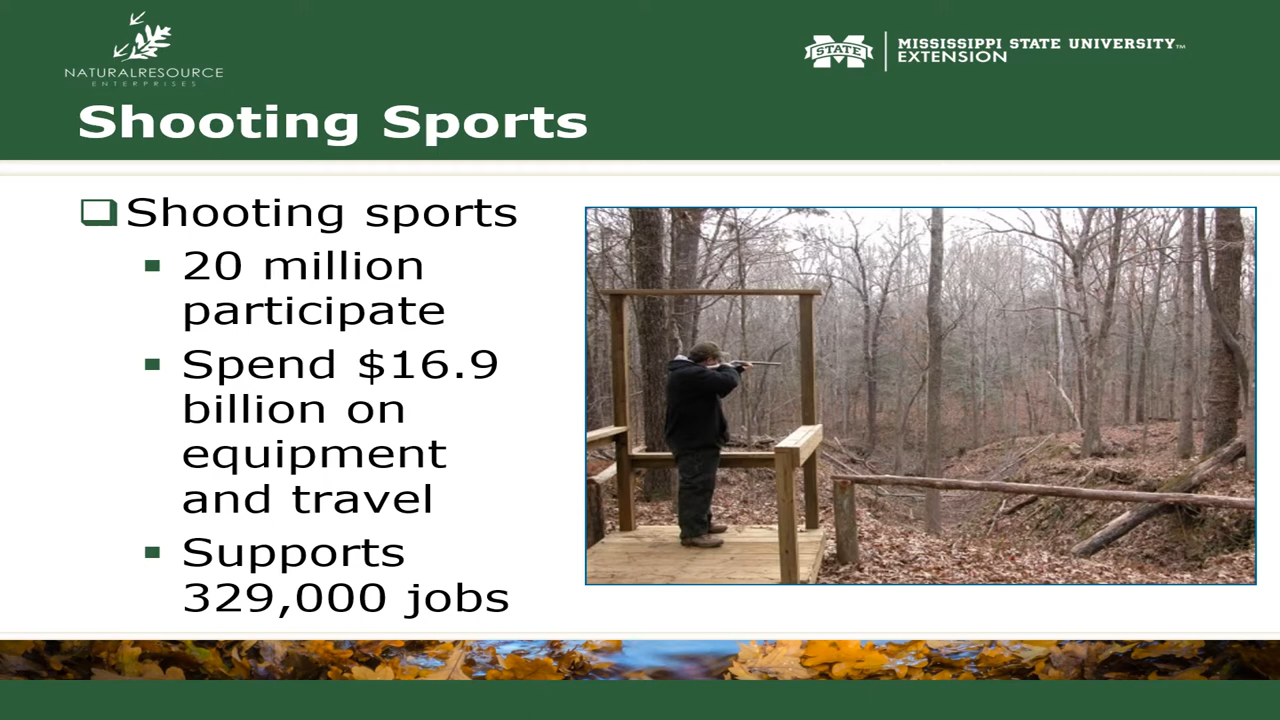 NATURALRESOURCE
ENTERPRISES
STATE
MISSISSIPPI STATE UNIVERSITY™
EXTENSION
Shooting Sports
Shooting sports
20 million
participate
Spend $16.9
billion on
equipment
and travel
Supports
329,000 jobs